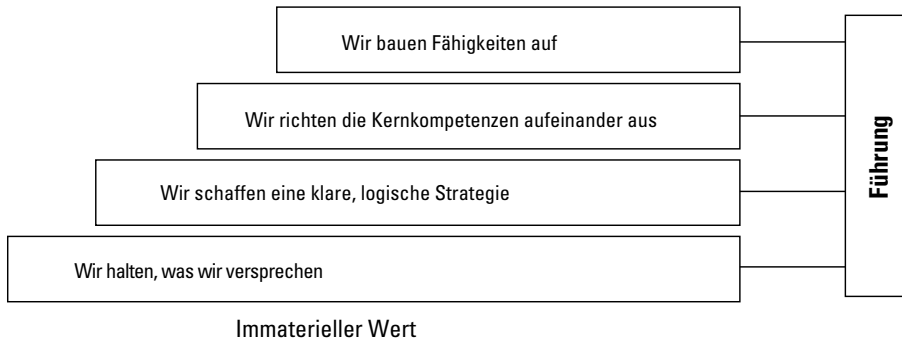 Wir bauen Fähigkeiten auf
Wir richten die Kernkompetenzen aufeinander aus
Wir schaffen eine klare, logische Strategie
Wir halten, was wir versprechen
Führung
Immaterieller Wert